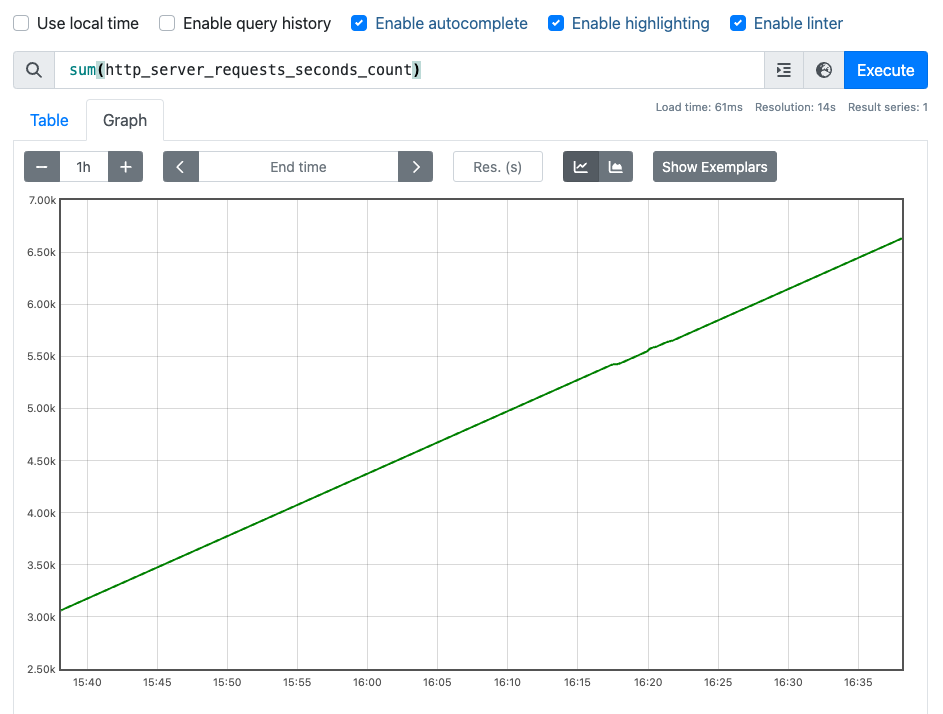 Use local time Enable query history Enable autocomplete Enable highlighting Enable linter
sum(http_server_requests_seconds_count) Execute
Load time: 61ms Resolution: 14s Result series: 1
Table Graph
− 1h + End time Res. (s) Show Exemplars
7.00k
6.50k
6.00k
5.50k
5.00k
4.50k
4.00k
3.50k
3.00k
2.50k
15:40 15:45 15:50 15:55 16:00 16:05 16:10 16:15 16:20 16:25 16:30 16:35